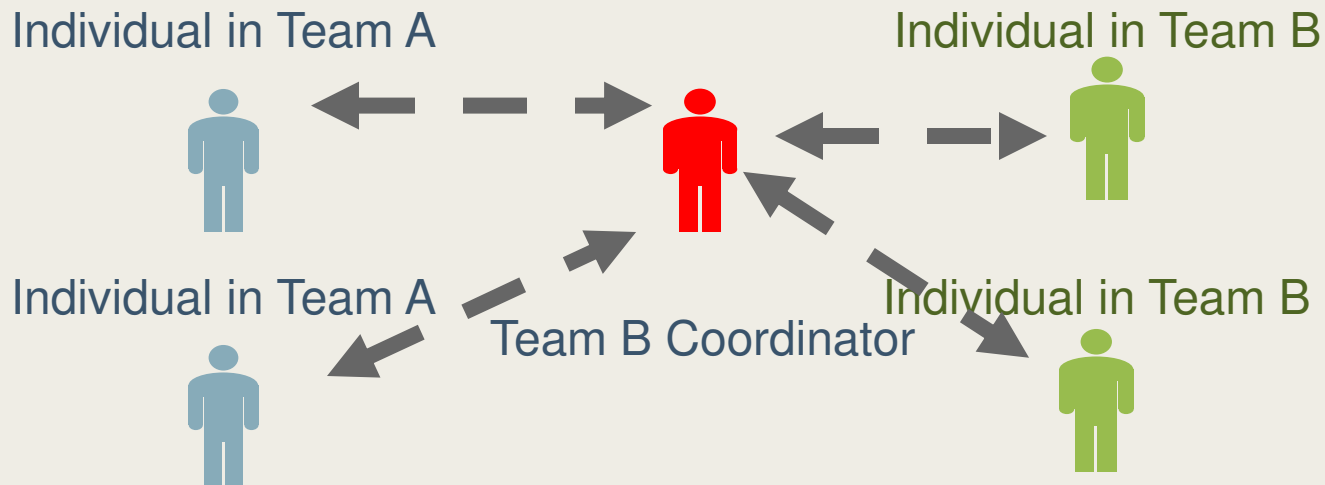 Individual in Team A
Individual in Team B
Individual in Team A
Individual in Team B
Team B Coordinator